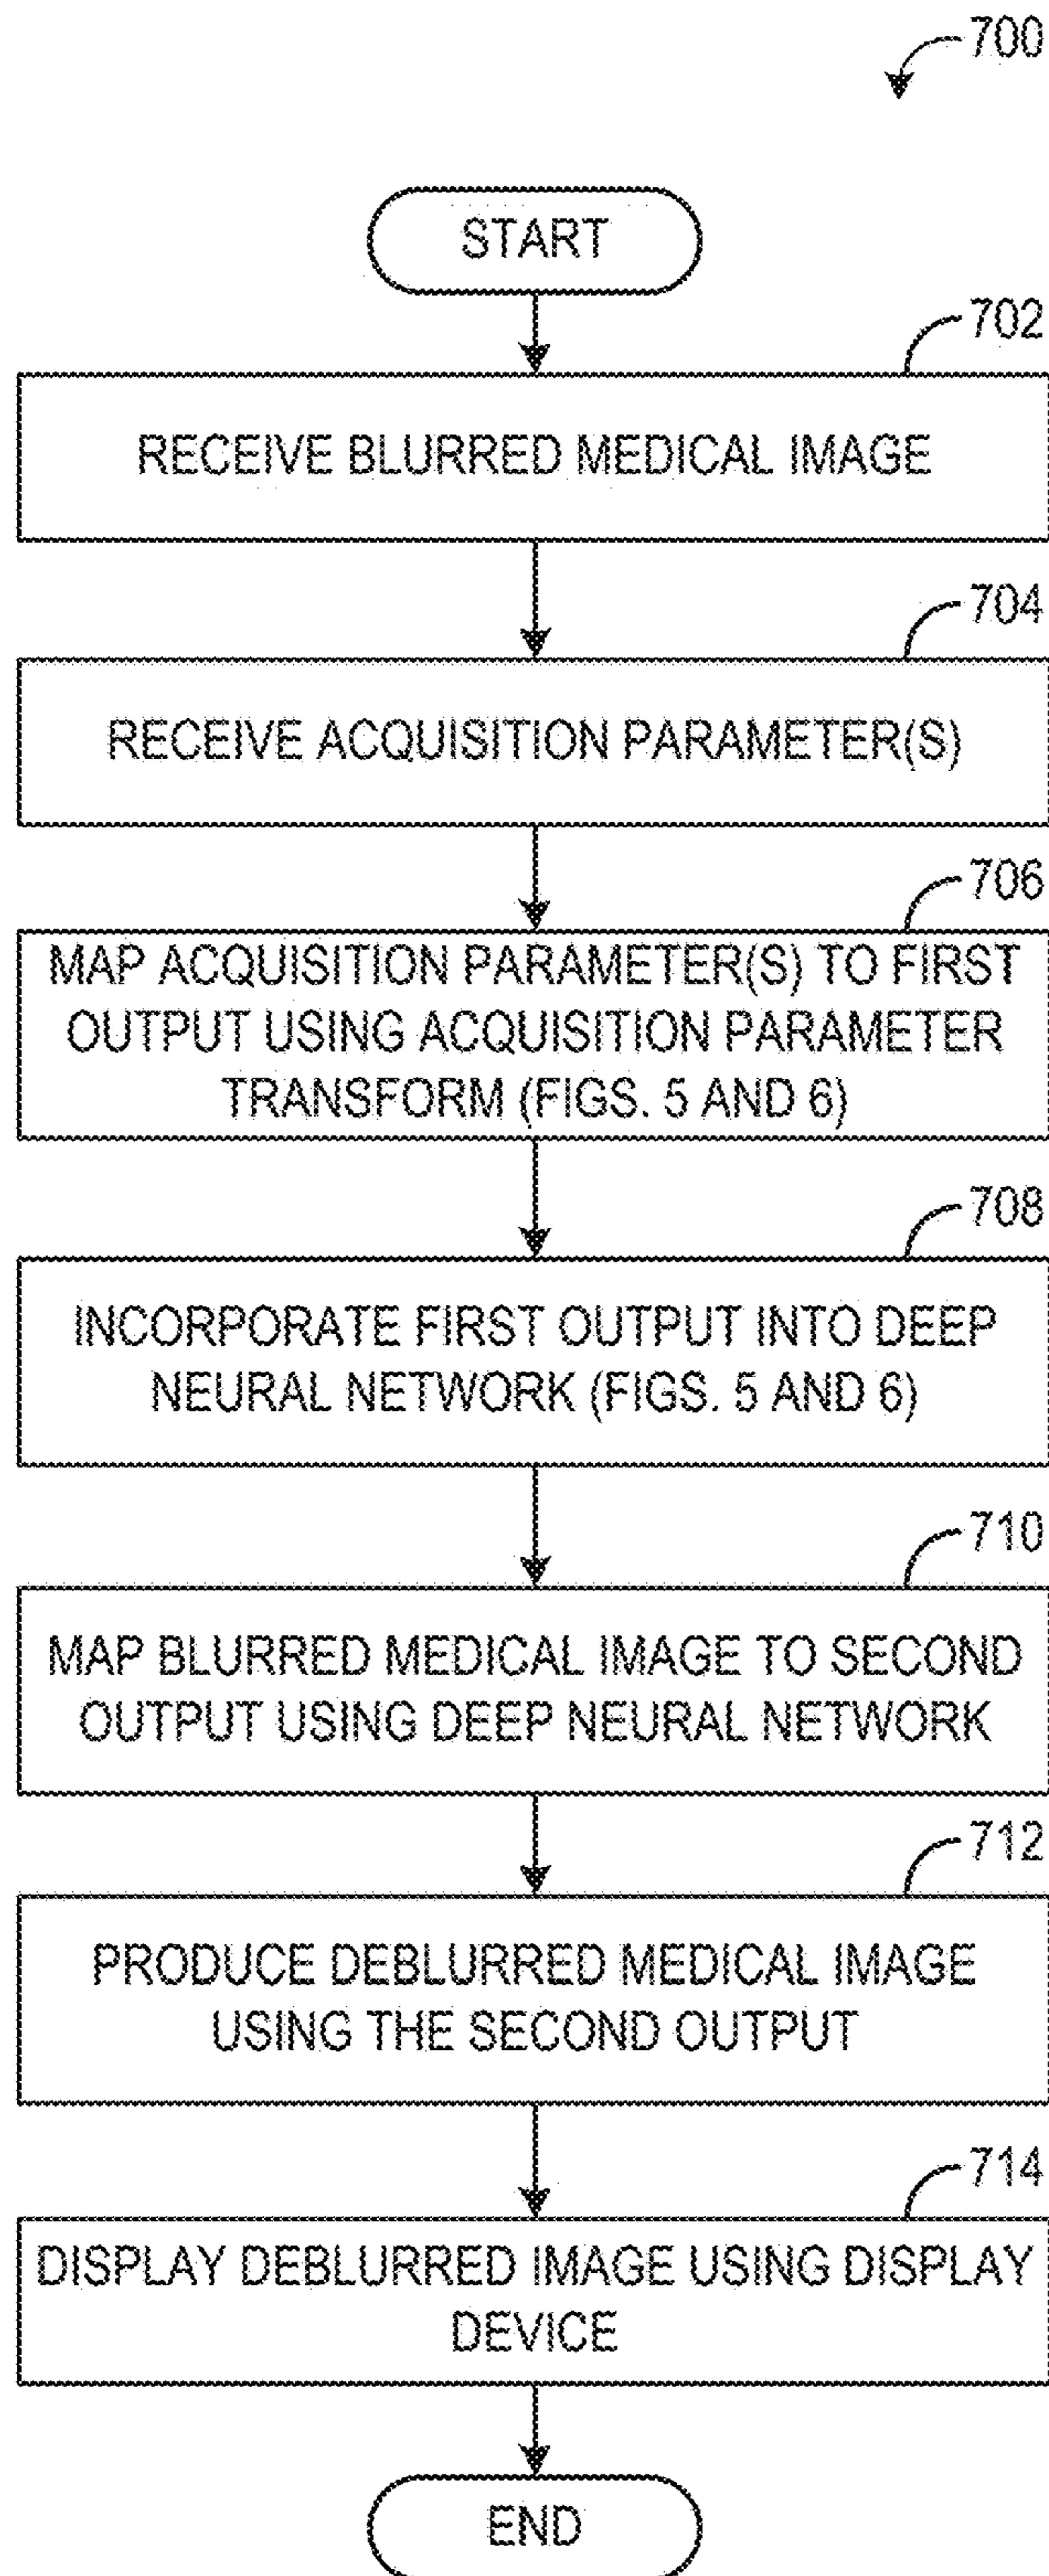 700
START
702
RECEIVE BLURRED MEDICAL IMAGE
704
RECEIVE ACQUISITION PARAMETER(S)
706
MAP ACQUISITION PARAMETER(S) TO FIRST
OUTPUT USING ACQUISITION PARAMETER
TRANSFORM (FIGS. 5 AND 6)
708
INCORPORATE FIRST OUTPUT INTO DEEP
NEURAL NETWORK (FIGS. 5 AND 6)
710
MAP BLURRED MEDICAL IMAGE TO SECOND
OUTPUT USING DEEP NEURAL NETWORK
712
PRODUCE DEBLURRED MEDICAL IMAGE
USING THE SECOND OUTPUT
714
DISPLAY DEBLURRED IMAGE USING DISPLAY
DEVICE
END